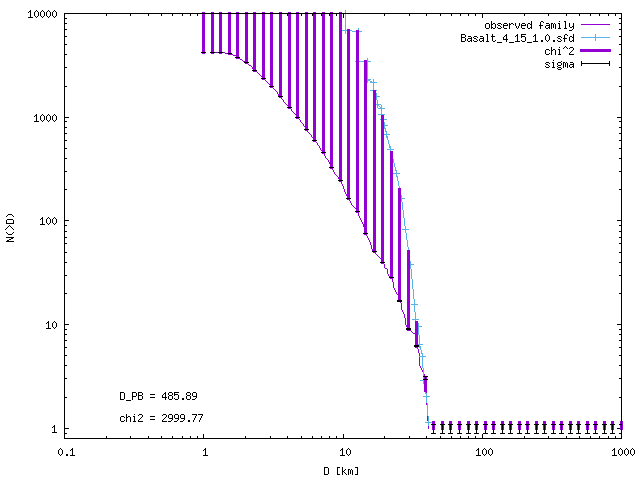 10000
1000
100
10
1
N(>D)
observed family
Basalt_4_15_1.0.sfd
chi^2
sigma
D_PB = 485.89
chi2 = 2999.77
0.1 1 10 100 1000
D [km]